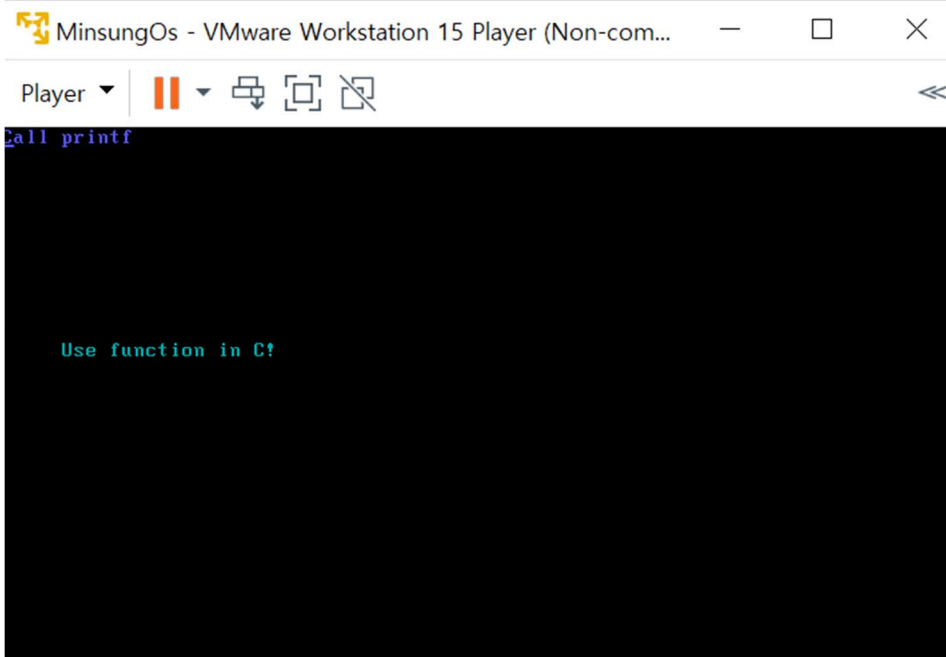 MinsungOs - VMware Workstation 15 Player (Non-com...
Player
Call printf
Use function in C!